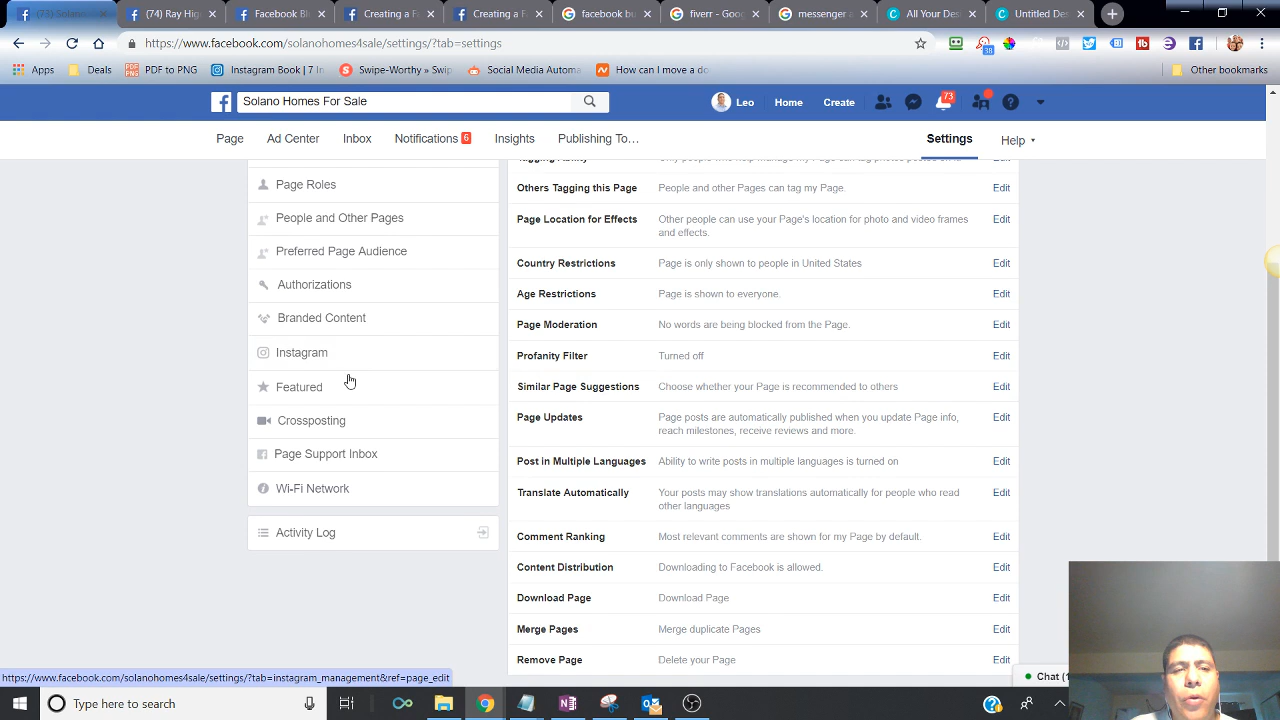 (73) Solano
(74) Ray Hig
Facebook Bl
Creating a F
Creating a F
facebook bu
fiverr - Goog
messenger a
All Your Des
Untitled Des
https://www.facebook.com/solanohomes4sale/settings/?tab=settings
38
Apps
Deals
PDF to PNG
Instagram Book | 7 In
Swipe-Worthy » Swip
Social Media Automa
How can I move a do
Other bookmarks
Solano Homes For Sale
Leo
Home
Create
73
Page
Ad Center
Inbox
Notifications 6
Insights
Publishing To...
Settings
Help
Page Roles
People and Other Pages
Preferred Page Audience
Authorizations
Branded Content
Instagram
Featured
Crossposting
Page Support Inbox
Wi-Fi Network
Activity Log
Others Tagging this Page
People and other Pages can tag my Page.
Edit
Page Location for Effects
Other people can use your Page's location for photo and video frames
and effects.
Edit
Country Restrictions
Page is only shown to people in United States
Edit
Age Restrictions
Page is shown to everyone.
Edit
Page Moderation
No words are being blocked from the Page.
Edit
Profanity Filter
Turned off
Edit
Similar Page Suggestions
Choose whether your Page is recommended to others
Edit
Page Updates
Page posts are automatically published when you update Page info,
reach milestones, receive reviews and more.
Edit
Post in Multiple Languages
Ability to write posts in multiple languages is turned on
Edit
Translate Automatically
Your posts may show translations automatically for people who read
other languages
Edit
Comment Ranking
Most relevant comments are shown for my Page by default.
Edit
Content Distribution
Downloading to Facebook is allowed.
Edit
Download Page
Download Page
Edit
Merge Pages
Merge duplicate Pages
Edit
Remove Page
Delete your Page
Edit
Chat (1
https://www.facebook.com/solanohomes4sale/settings/?tab=instagram_management&ref=page_edit
Type here to search